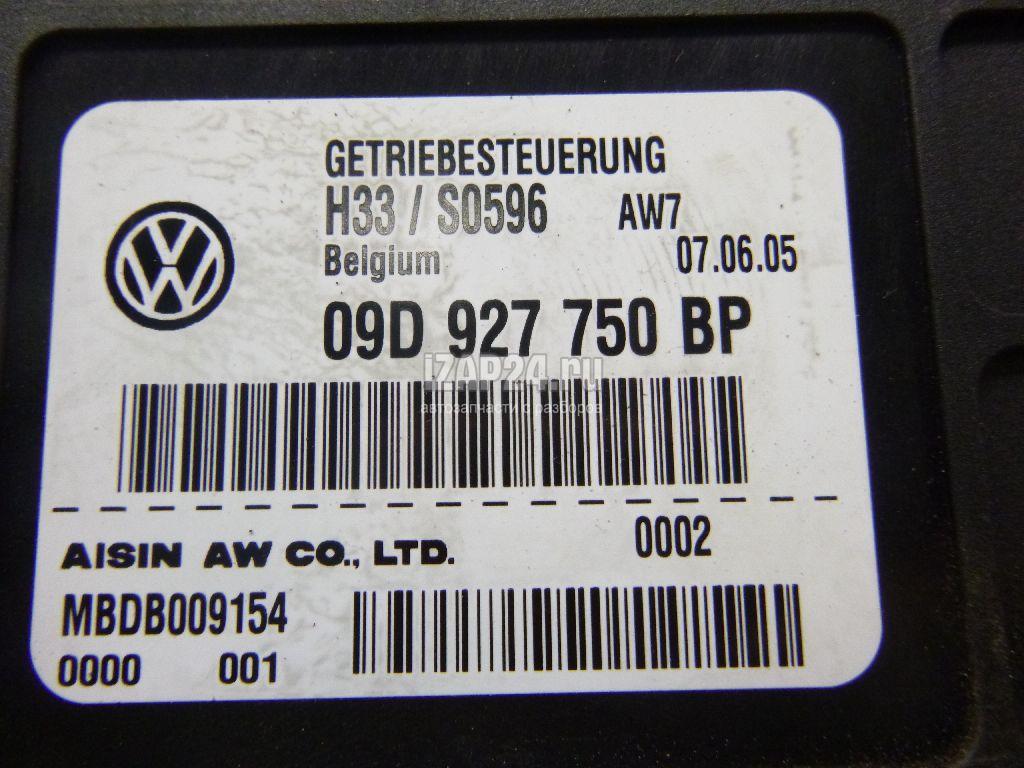 GETRIEBESTEUERUNG
H33 / S0596 AW7
Belgium 07.06.05
09D 927 750 BP
iZAP24.ru
автозапчасти с разборов
AISIN AW CO., LTD. 0002
MBDB009154
0000 001